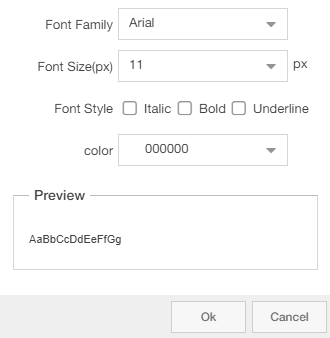 Font Family Arial
Font Size(px) 11 px
Font Style Italic Bold Underline
color 000000
Preview
AaBbCcDdEeFfGg
Ok Cancel